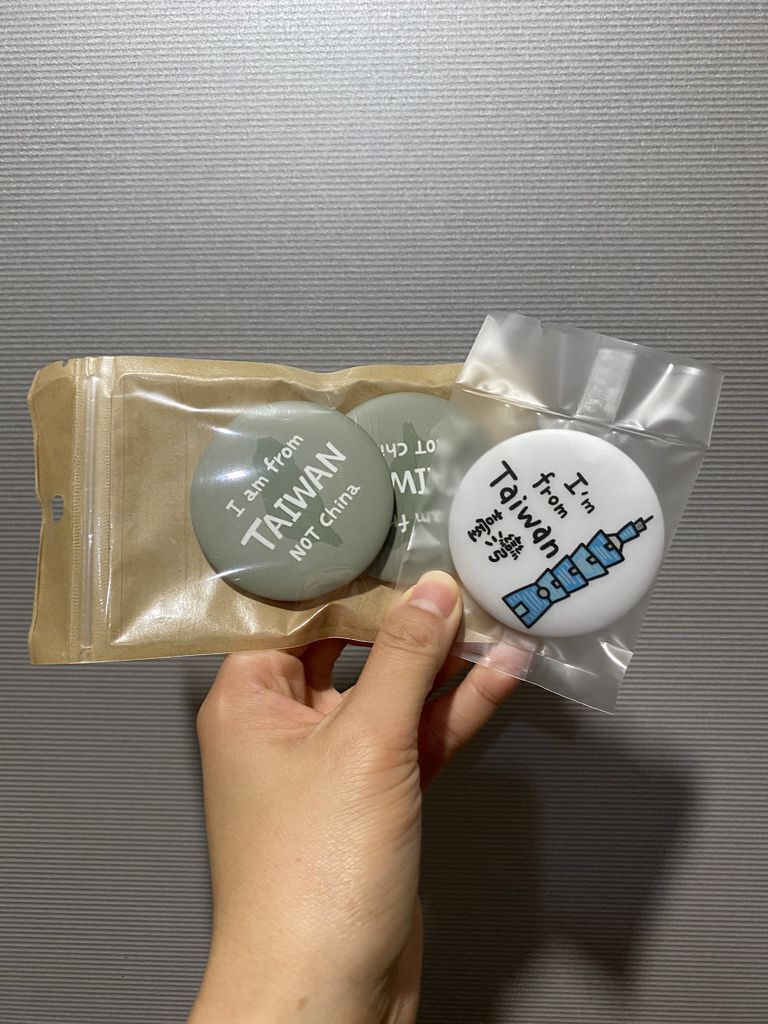 I am from
TAIWAN
NOT China
I'm
from
Taiwan